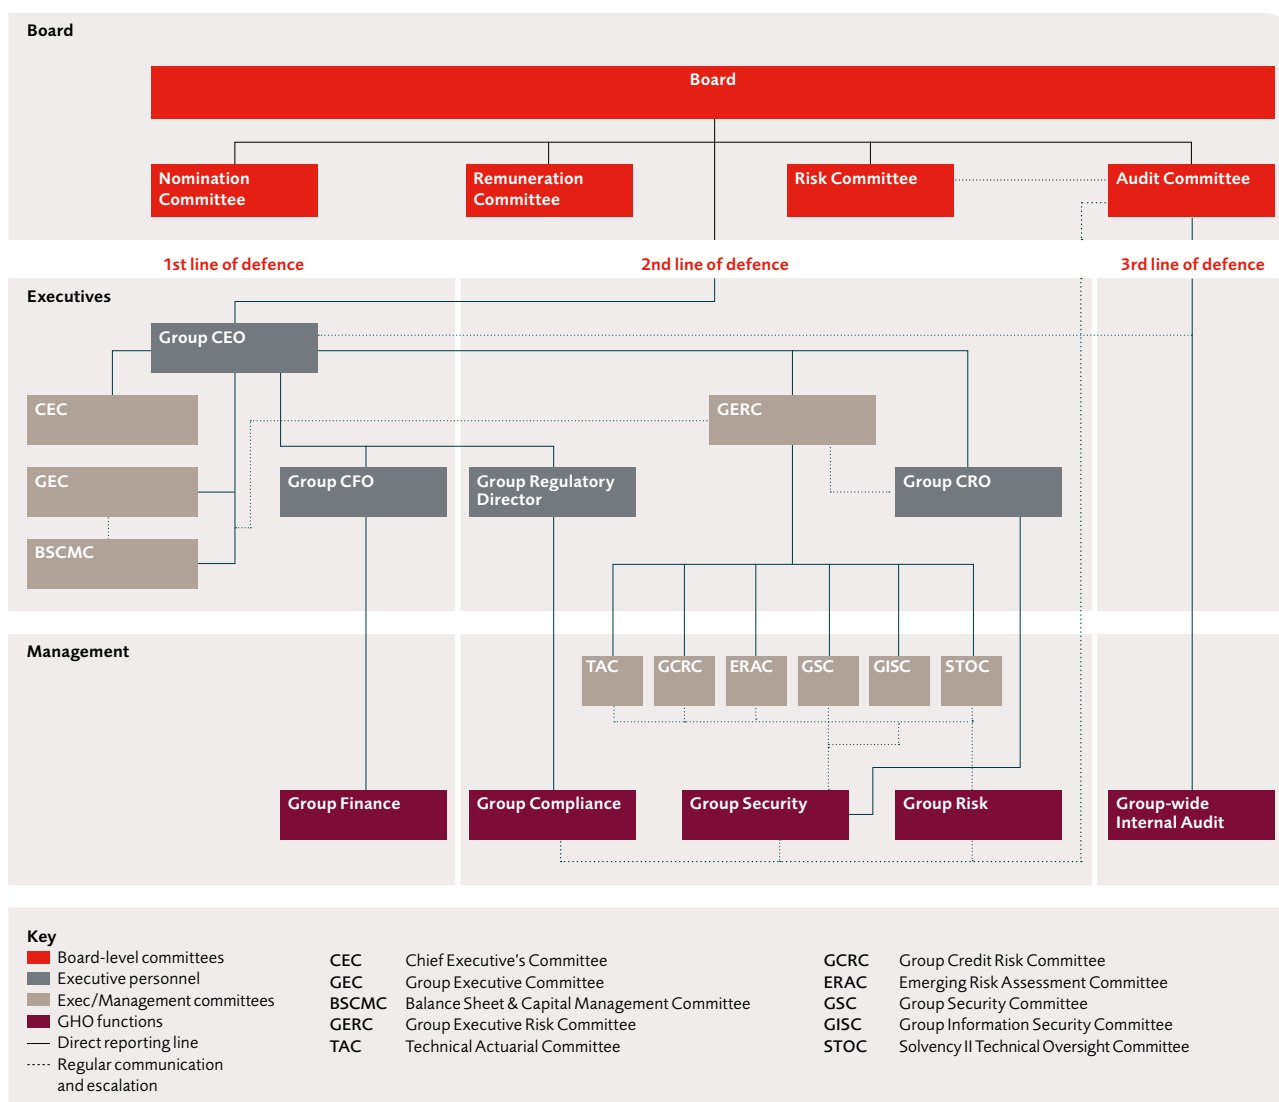 Board
Board
Nomination
Committee
Remuneration
Committee
Risk Committee
Audit Committee
1st line of defence
2nd line of defence
3rd line of defence
Executives
Group CEO
CEC
GERC
GEC
Group CFO
Group Regulatory
Director
Group CRO
BSCMC
Management
TAC
GCRC
ERAC
GSC
GISC
STOC
Group Finance
Group Compliance
Group Security
Group Risk
Group-wide
Internal Audit
Key
Board-level committees
Executive personnel
Exec/Management committees
GHO functions
Direct reporting line
Regular communication
and escalation
CEC Chief Executive's Committee
GEC Group Executive Committee
BSCMC Balance Sheet & Capital Management Committee
GERC Group Executive Risk Committee
TAC Technical Actuarial Committee
GCRC Group Credit Risk Committee
ERAC Emerging Risk Assessment Committee
GSC Group Security Committee
GISC Group Information Security Committee
STOC Solvency II Technical Oversight Committee